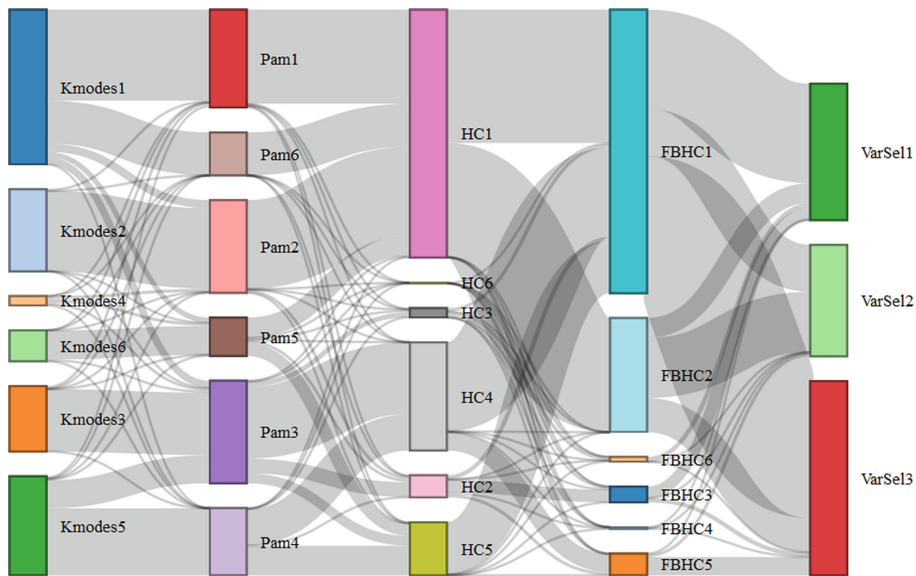 Kmodes1
Kmodes2
Kmodes4
Kmodes6
Kmodes3
Kmodes5
Pam1
Pam6
Pam2
Pam5
Pam3
Pam4
HC1
HC6
HC3
HC4
HC2
HC5
FBHC1
FBHC2
FBHC6
FBHC3
FBHC4
FBHC5
VarSel1
VarSel2
VarSel3